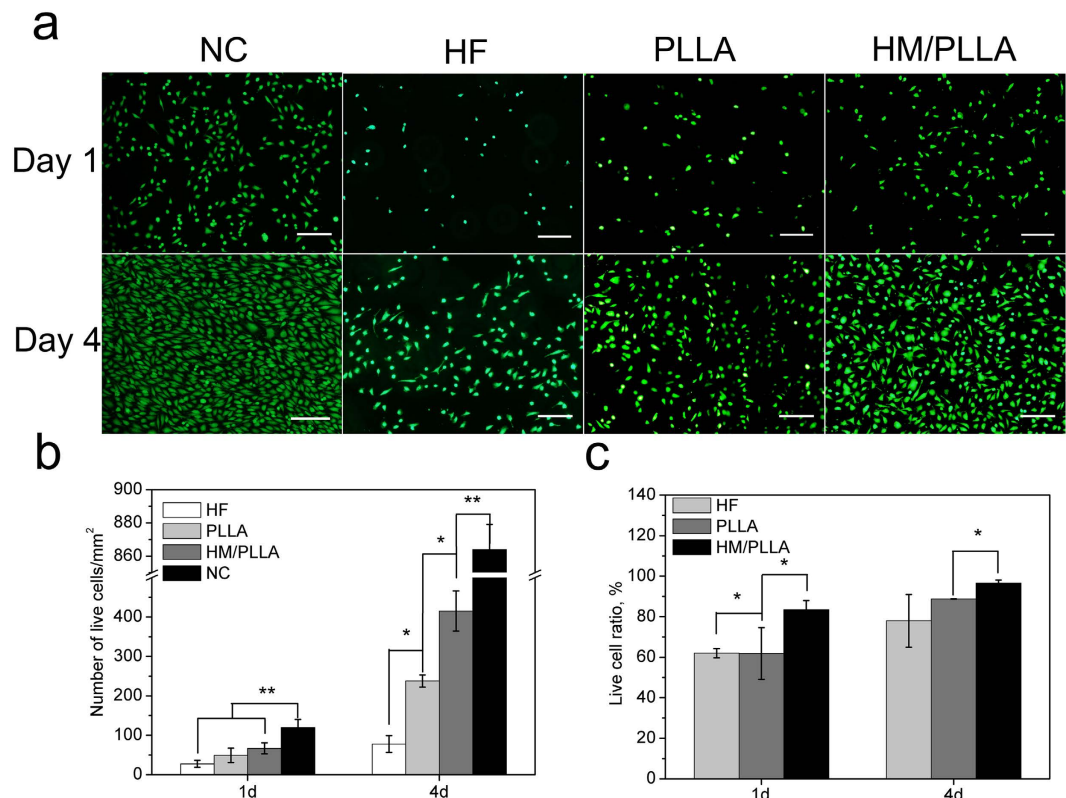 a
NC HF PLLA HM/PLLA
Day 1
Day 4
b
Number of live cells/mm²
900
880
860
400
300
200
100
0
HF
PLLA
HM/PLLA
NC
**
*
*
**
1d 4d
c
Live cell ratio, %
140
120
100
80
60
40
20
0
HF
PLLA
HM/PLLA
*
*
*
1d 4d